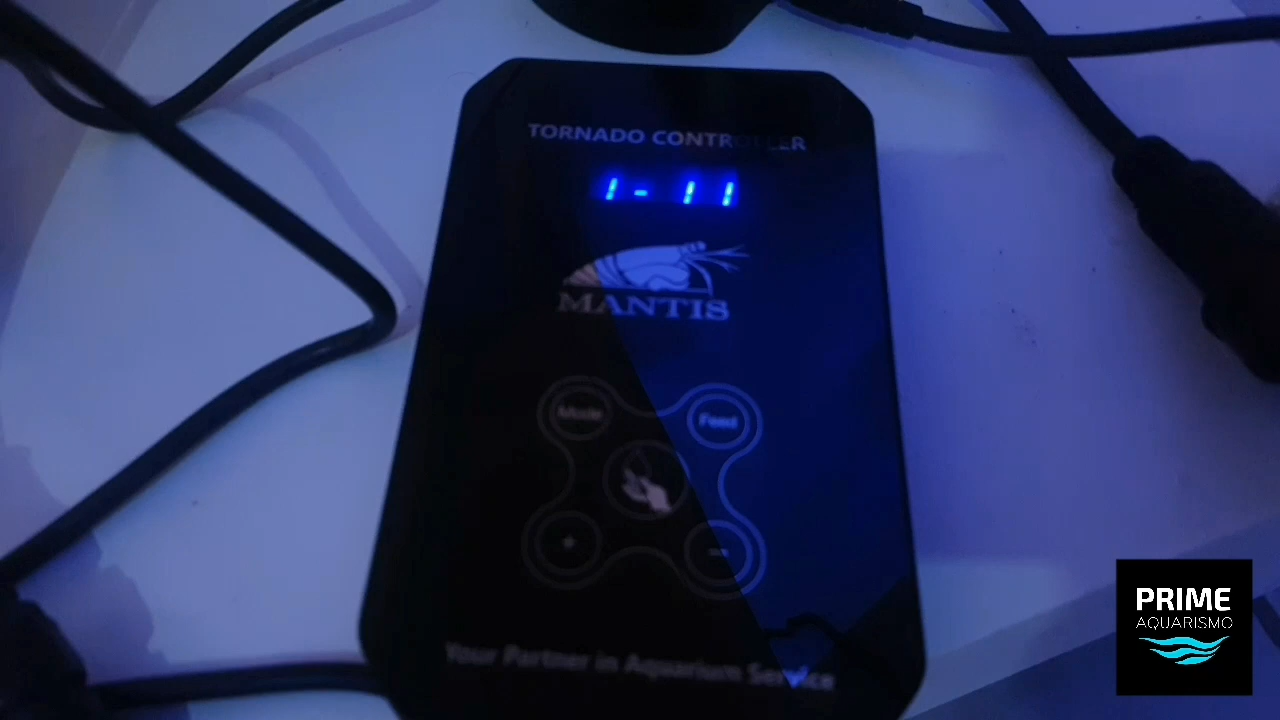 TORNADO CONTROLLER
1- 11
MANTIS
Mode
Feed
+
-
Your Partner in Aquarium Service
PRIME
AQUARISMO